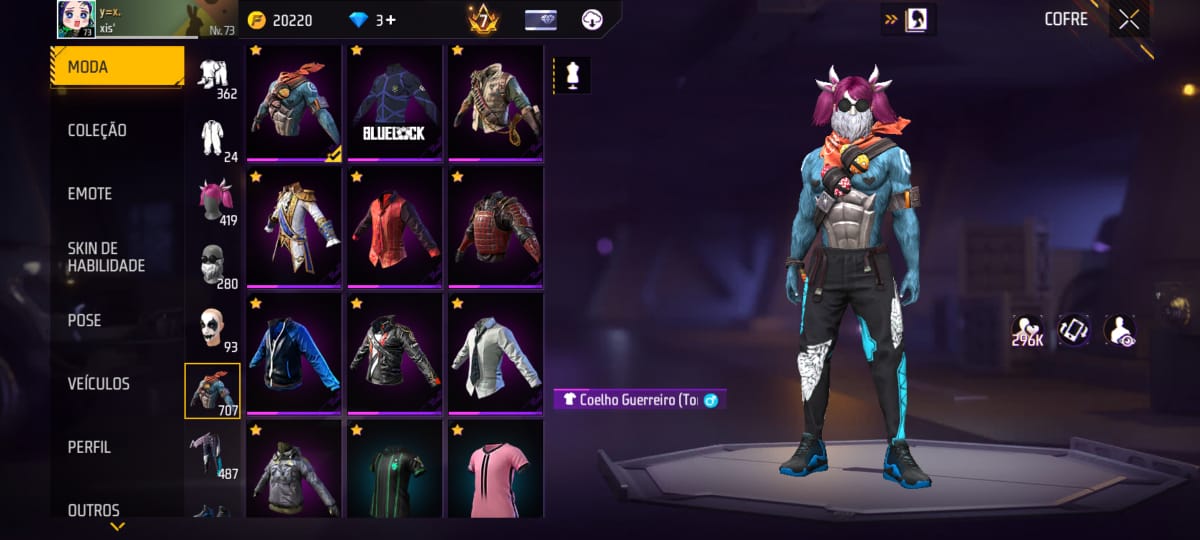 y=x.
xis'
73
Nv. 73
20220
3+
7
COFRE
MODA
COLEÇÃO
EMOTE
SKIN DE
HABILIDADE
POSE
VEÍCULOS
PERFIL
OUTROS
362
24
419
280
93
707
487
BLUELOCK
296K
Coelho Guerreiro (To